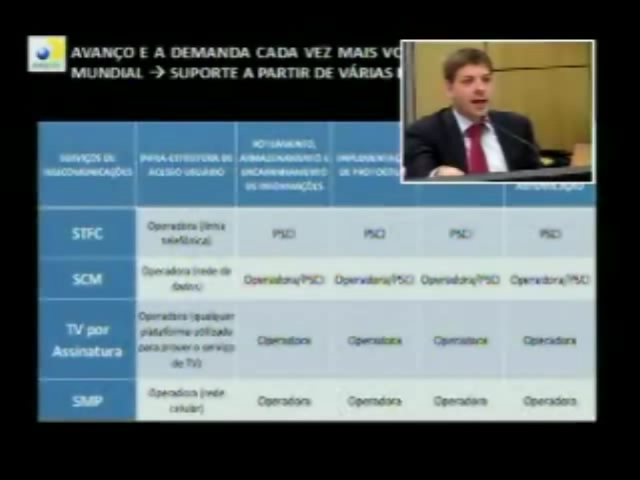 AVANÇO E A DEMANDA CADA VEZ MAIS
MUNDIAL → SUPORTE A PARTIR DE VÁRIAS
SERVIÇOS DE
TELECOMUNICAÇÕES
INFRA-ESTRUTURA DE
ACESSO USUÁRIO
ROTEAMENTO,
ARMAZENAMENTO E
ENCAMINHAMENTO
DE INFORMAÇÕES
DE
STFC
Operadora (linha
telefônica)
PSCI
PSCI
PSCI
PSCI
SCM
Operadora (rede de
dados)
Operadora/PSCI
Operadora/PSCI
Operadora/PSCI
Operadora/PSCI
TV por
Assinatura
Operadora (qualquer
plataforma utilizada
para prover o serviço
de TV)
Operadora
Operadora
Operadora
Operadora
SMP
Operadora (rede
celular)
Operadora
Operadora
Operadora
Operadora